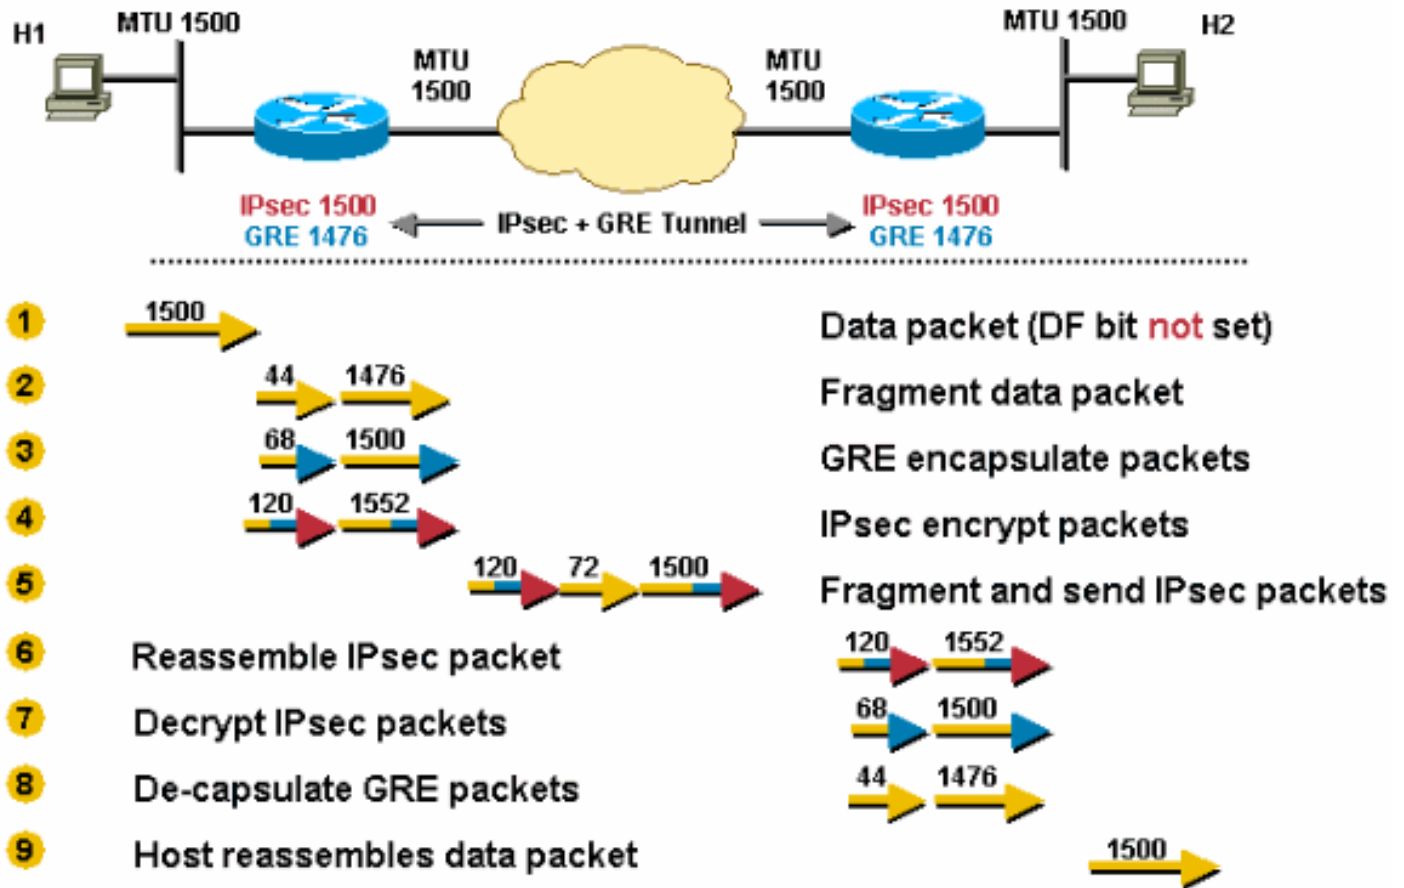 H1
MTU 1500
MTU
1500
MTU
1500
MTU 1500
H2
IPsec 1500
GRE 1476
IPsec + GRE Tunnel
IPsec 1500
GRE 1476
1
1500
Data packet (DF bit not set)
2
44 1476
Fragment data packet
3
68 1500
GRE encapsulate packets
4
120 1552
IPsec encrypt packets
5
120 72 1500
Fragment and send IPsec packets
6
Reassemble IPsec packet
120 1552
7
Decrypt IPsec packets
68 1500
8
De-capsulate GRE packets
44 1476
9
Host reassembles data packet
1500